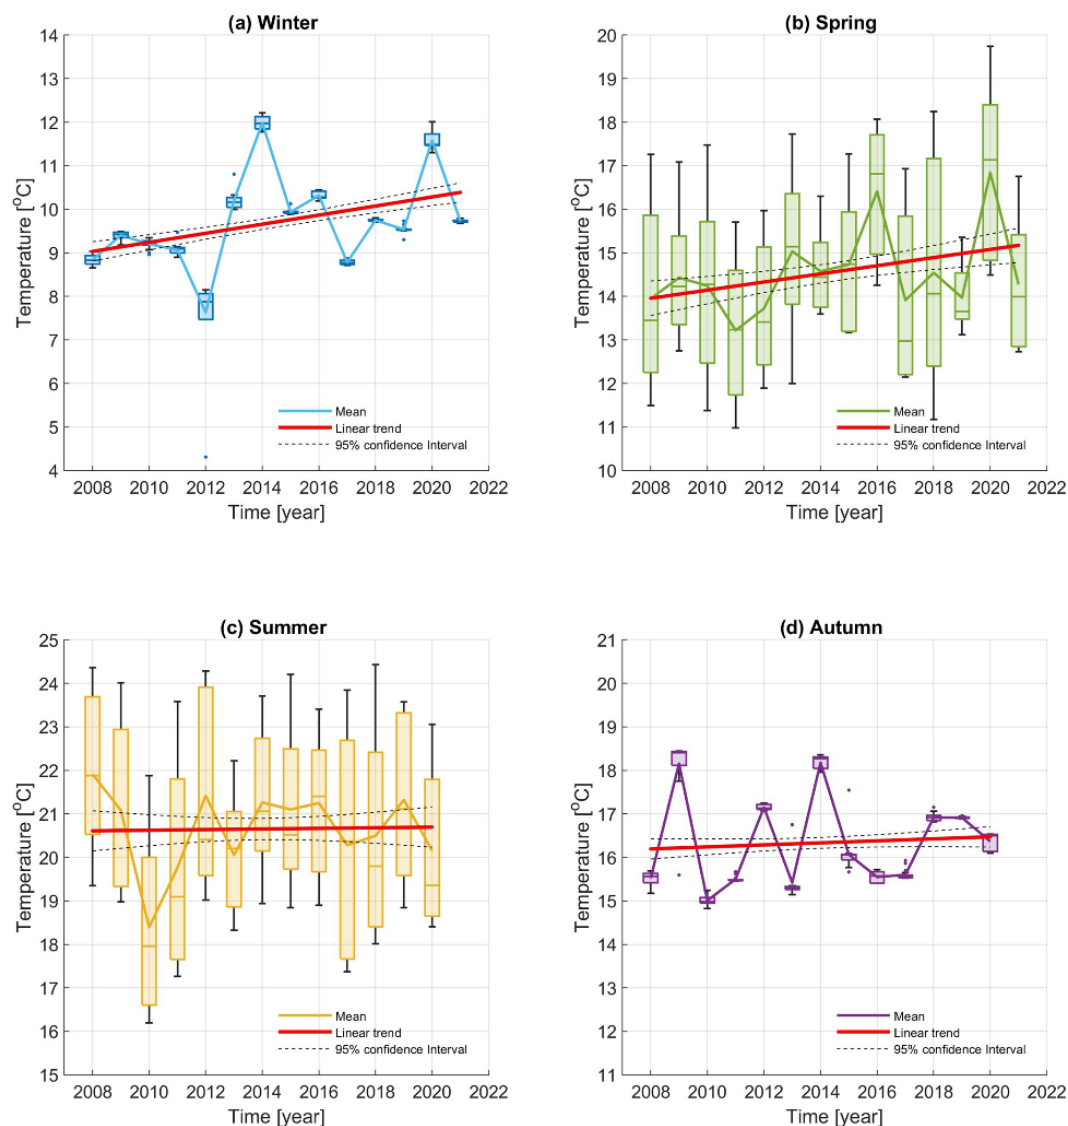 (a) Winter
14
13
12
11
10
9
8
7
6
5
4
Temperature [°C]
Mean
Linear trend
95% confidence Interval
2008 2010 2012 2014 2016 2018 2020 2022
Time [year]
(b) Spring
20
19
18
17
16
15
14
13
12
11
10
Temperature [°C]
Mean
Linear trend
95% confidence Interval
2008 2010 2012 2014 2016 2018 2020 2022
Time [year]
(c) Summer
25
24
23
22
21
20
19
18
17
16
15
Temperature [°C]
Mean
Linear trend
95% confidence Interval
2008 2010 2012 2014 2016 2018 2020 2022
Time [year]
(d) Autumn
21
20
19
18
17
16
15
14
13
12
11
Temperature [°C]
Mean
Linear trend
95% confidence Interval
2008 2010 2012 2014 2016 2018 2020 2022
Time [year]